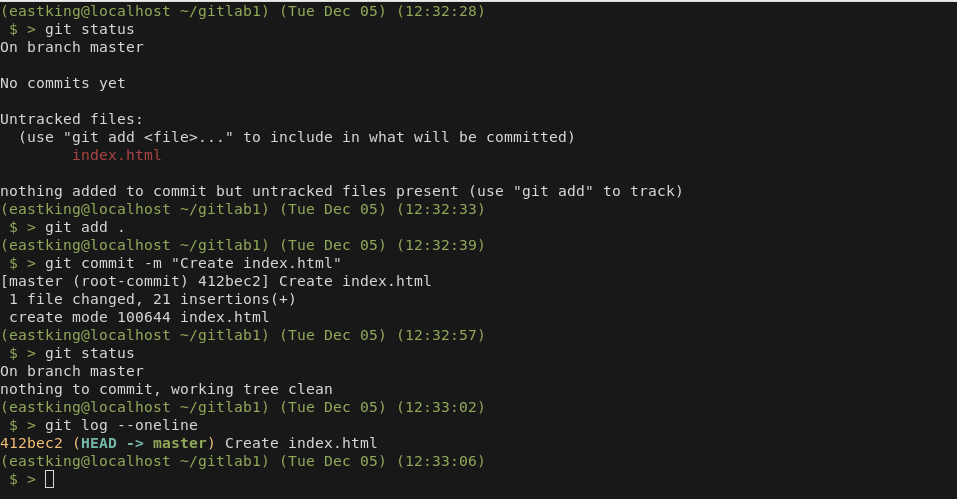 (eastking@localhost ~/gitlab1) (Tue Dec 05) (12:32:28)
$ > git status
On branch master
No commits yet
Untracked files:
(use "git add <file>..." to include in what will be committed)
index.html
nothing added to commit but untracked files present (use "git add" to track)
(eastking@localhost ~/gitlab1) (Tue Dec 05) (12:32:33)
$ > git add .
(eastking@localhost ~/gitlab1) (Tue Dec 05) (12:32:39)
$ > git commit -m "Create index.html"
[master (root-commit) 412bec2] Create index.html
1 file changed, 21 insertions(+)
create mode 100644 index.html
(eastking@localhost ~/gitlab1) (Tue Dec 05) (12:32:57)
$ > git status
On branch master
nothing to commit, working tree clean
(eastking@localhost ~/gitlab1) (Tue Dec 05) (12:33:02)
$ > git log --oneline
412bec2 (HEAD -> master) Create index.html
(eastking@localhost ~/gitlab1) (Tue Dec 05) (12:33:06)
$ >